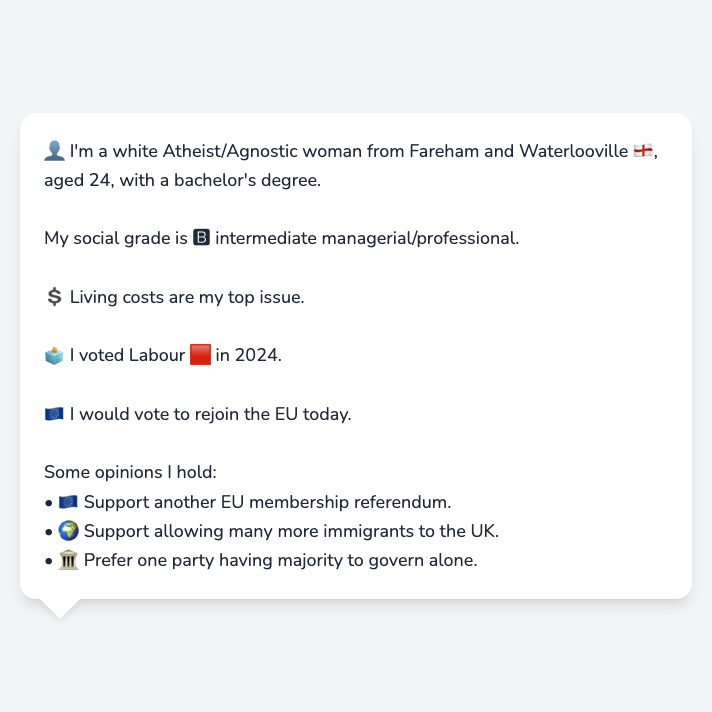 👤 I'm a white Atheist/Agnostic woman from Fareham and Waterlooville 🏴󠁧󠁢󠁥󠁮󠁧󠁿,
aged 24, with a bachelor's degree.
My social grade is 🅱 intermediate managerial/professional.
💲 Living costs are my top issue.
🗳️ I voted Labour 🟥 in 2024.
🇪🇺 I would vote to rejoin the EU today.
Some opinions I hold:
• 🇪🇺 Support another EU membership referendum.
• 🌍 Support allowing many more immigrants to the UK.
• 🏛️ Prefer one party having majority to govern alone.